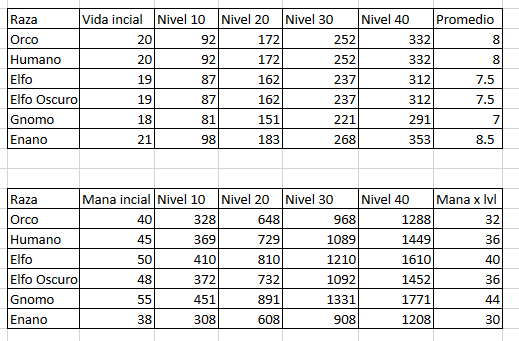 Raza Vida incial Nivel 10 Nivel 20 Nivel 30 Nivel 40 Promedio
Orco 20 92 172 252 332 8
Humano 20 92 172 252 332 8
Elfo 19 87 162 237 312 7.5
Elfo Oscuro 19 87 162 237 312 7.5
Gnomo 18 81 151 221 291 7
Enano 21 98 183 268 353 8.5
Raza Mana incial Nivel 10 Nivel 20 Nivel 30 Nivel 40 Mana x lvl
Orco 40 328 648 968 1288 32
Humano 45 369 729 1089 1449 36
Elfo 50 410 810 1210 1610 40
Elfo Oscuro 48 372 732 1092 1452 36
Gnomo 55 451 891 1331 1771 44
Enano 38 308 608 908 1208 30